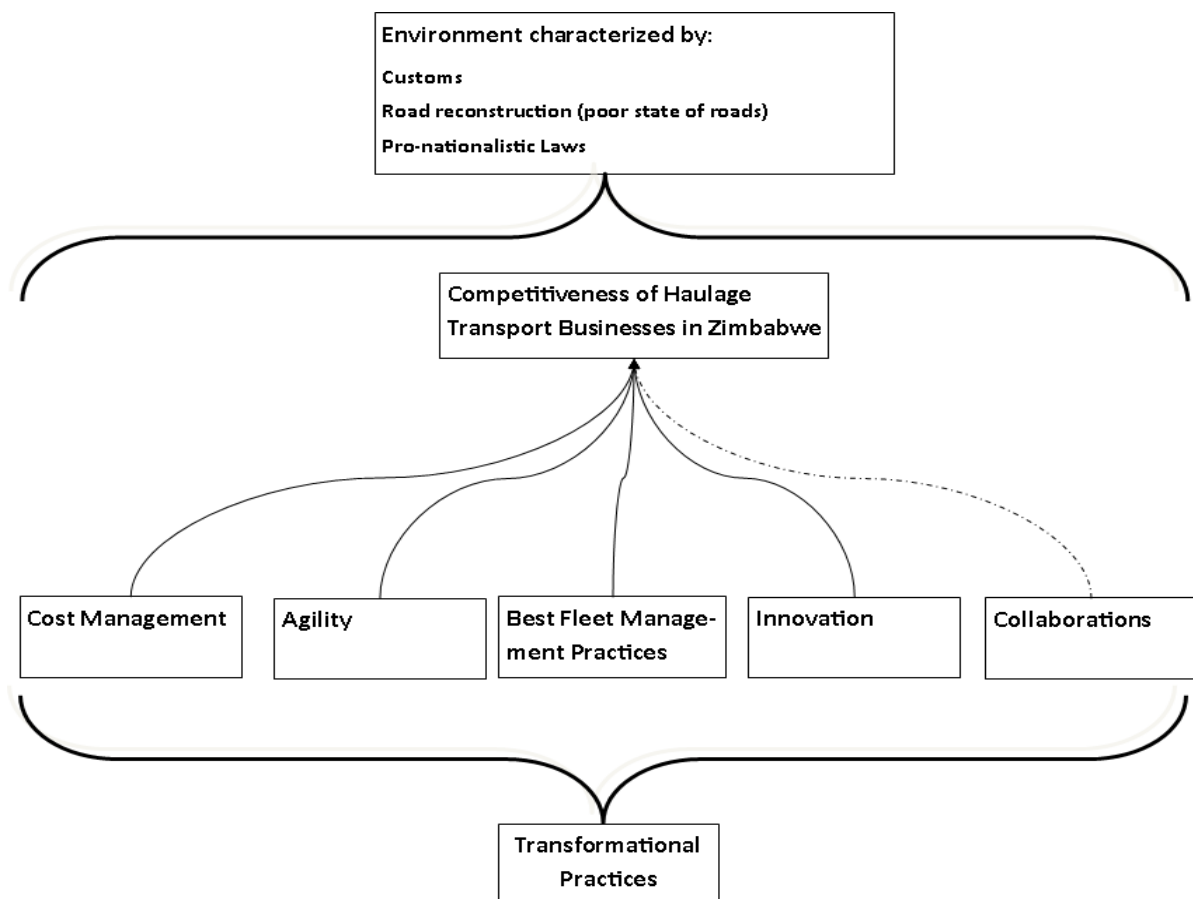 Environment characterized by:
Customs
Road reconstruction (poor state of roads)
Pro-nationalistic Laws
Competitiveness of Haulage
Transport Businesses in Zimbabwe
Cost Management
Agility
Best Fleet Manage-
ment Practices
Innovation
Collaborations
Transformational
Practices